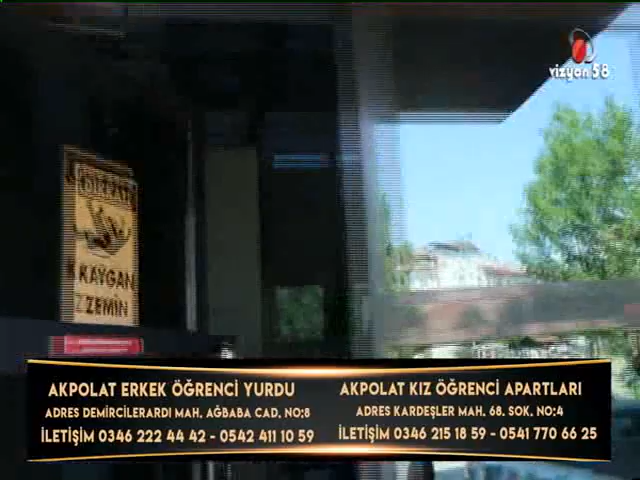 vizyon 58
KAYGAN
ZEMİN
AKPOLAT ERKEK ÖĞRENCİ YURDU
ADRES DEMİRCİLERARDI MAH. AĞBABA CAD. NO;8
İLETİŞİM 0346 222 44 42 - 0542 411 10 59
AKPOLAT KIZ ÖĞRENCİ APARTLARI
ADRES KARDEŞLER MAH. 68. SOK. NO;4
İLETİŞİM 0346 215 18 59 - 0541 770 66 25